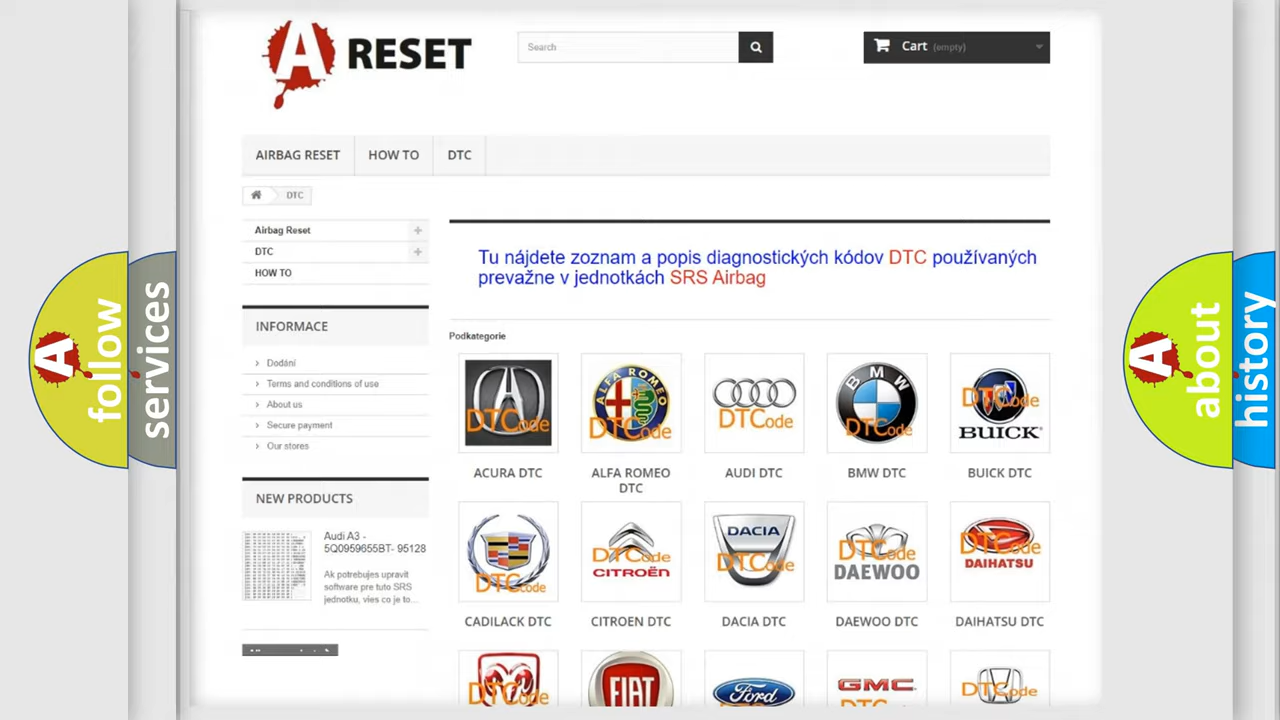 A RESET
Search
Cart (empty)
AIRBAG RESET
HOW TO
DTC
DTC
Airbag Reset
DTC
HOW TO
INFORMACE
Dodání
Terms and conditions of use
About us
Secure payment
Our stores
NEW PRODUCTS
Audi A3 -
5Q0959655BT- 95128
Ak potrebujes upravit
software pre tuto SRS
jednotku, vies co je to...
Tu nájdete zoznam a popis diagnostických kódov DTC používaných
prevažne v jednotkách SRS Airbag
Podkategorie
DTCode
ALFA ROMEO
DTCode
DTCode
BMW
DTCode
DTCode
BUICK
ACURA DTC
ALFA ROMEO
DTC
AUDI DTC
BMW DTC
BUICK DTC
DTCode
DTCode
CITROËN
DACIA
DTCode
DTCode
DAEWOO
DTCode
DAIHATSU
CADILACK DTC
CITROEN DTC
DACIA DTC
DAEWOO DTC
DAIHATSU DTC
DTCode
FIAT
Ford
GMC
DTCode
A follow
services
A about
history